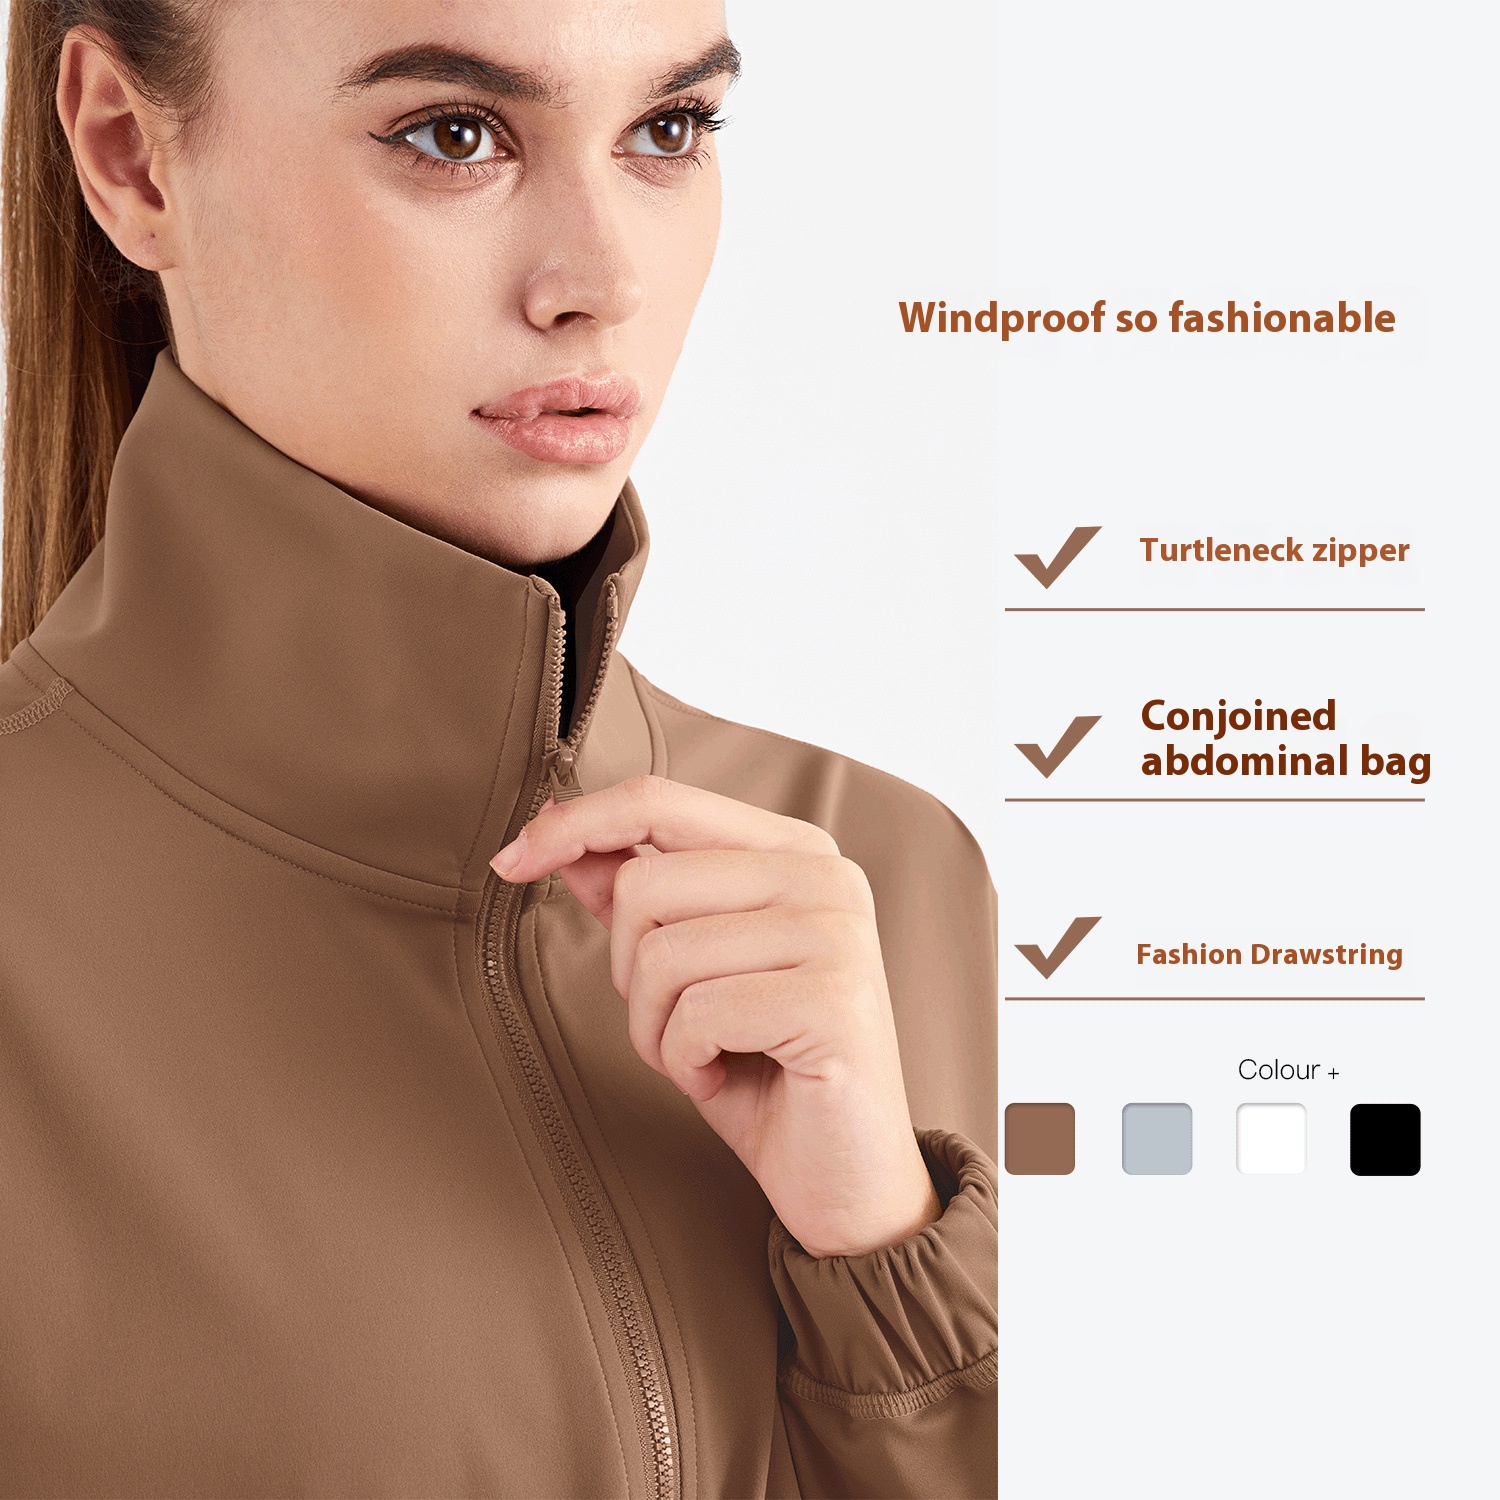 Windproof so fashionable
Turtleneck zipper
Conjoined
abdominal bag
Fashion Drawstring
Colour +